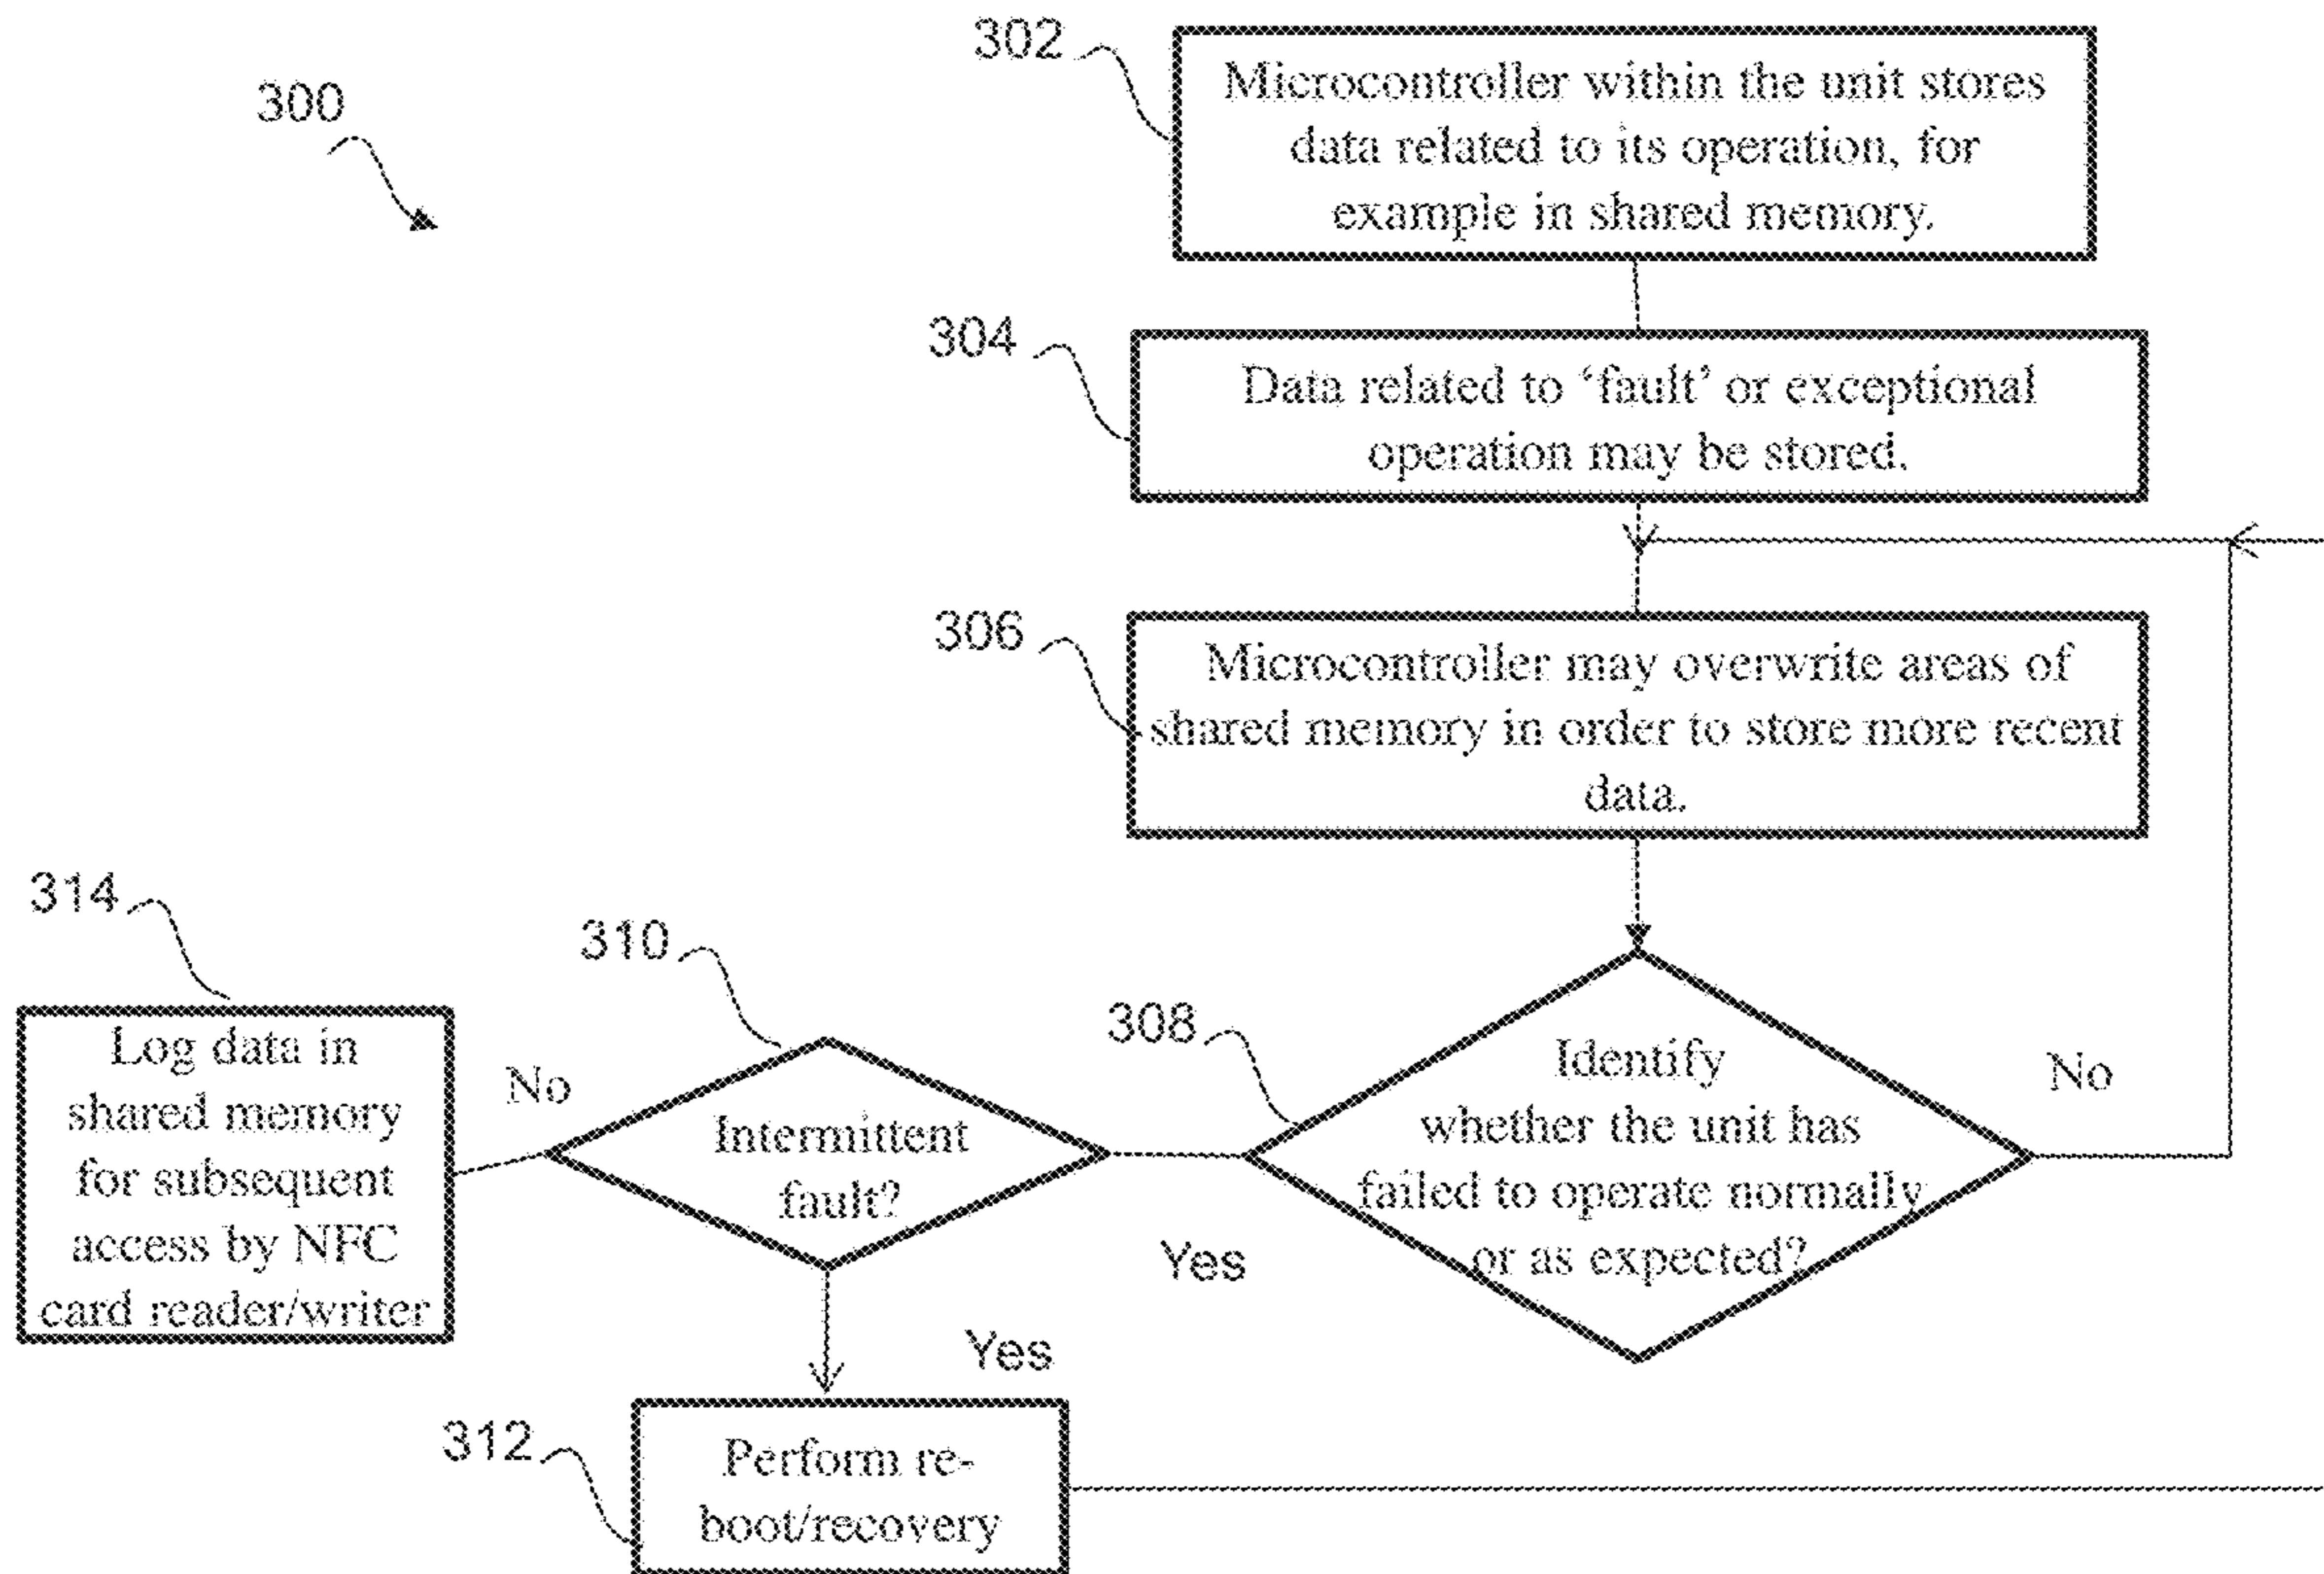 302
Microcontroller within the unit stores
data related to its operation, for
example in shared memory.
300
304
Data related to ‘fault’ or exceptional
operation may be stored.
306
Microcontroller may overwrite areas of
shared memory in order to store more recent
data.
314
Log data in
shared memory
for subsequent
access by NFC
card reader/writer
No
310
Intermittent
fault?
308
Identify
whether the unit has
failed to operate normally
or as expected?
No
Yes
Yes
312
Perform re-
boot/recovery